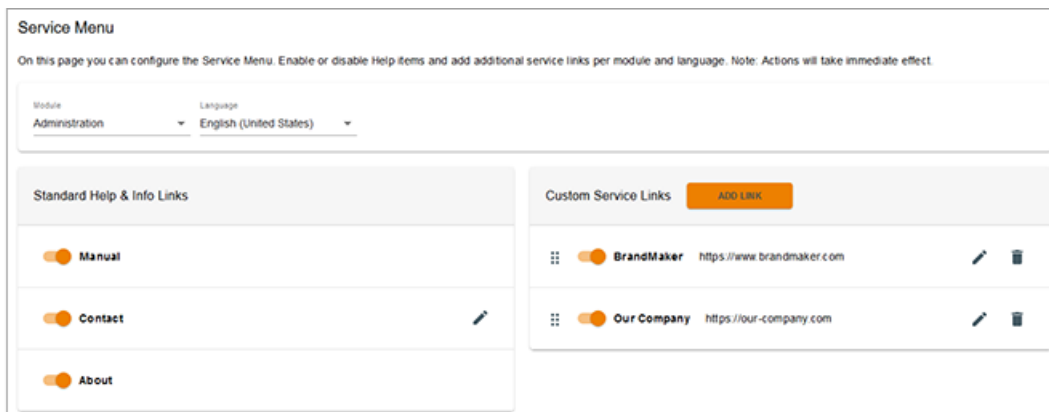 Service Menu
On this page you can configure the Service Menu. Enable or disable Help items and add additional service links per module and language. Note: Actions will take immediate effect.
Module
Language
Administration
English (United States)
Standard Help & Info Links
Custom Service Links
ADD LINK
Manual
BrandMaker https://www.brandmaker.com
Contact
Our Company https://our-company.com
About